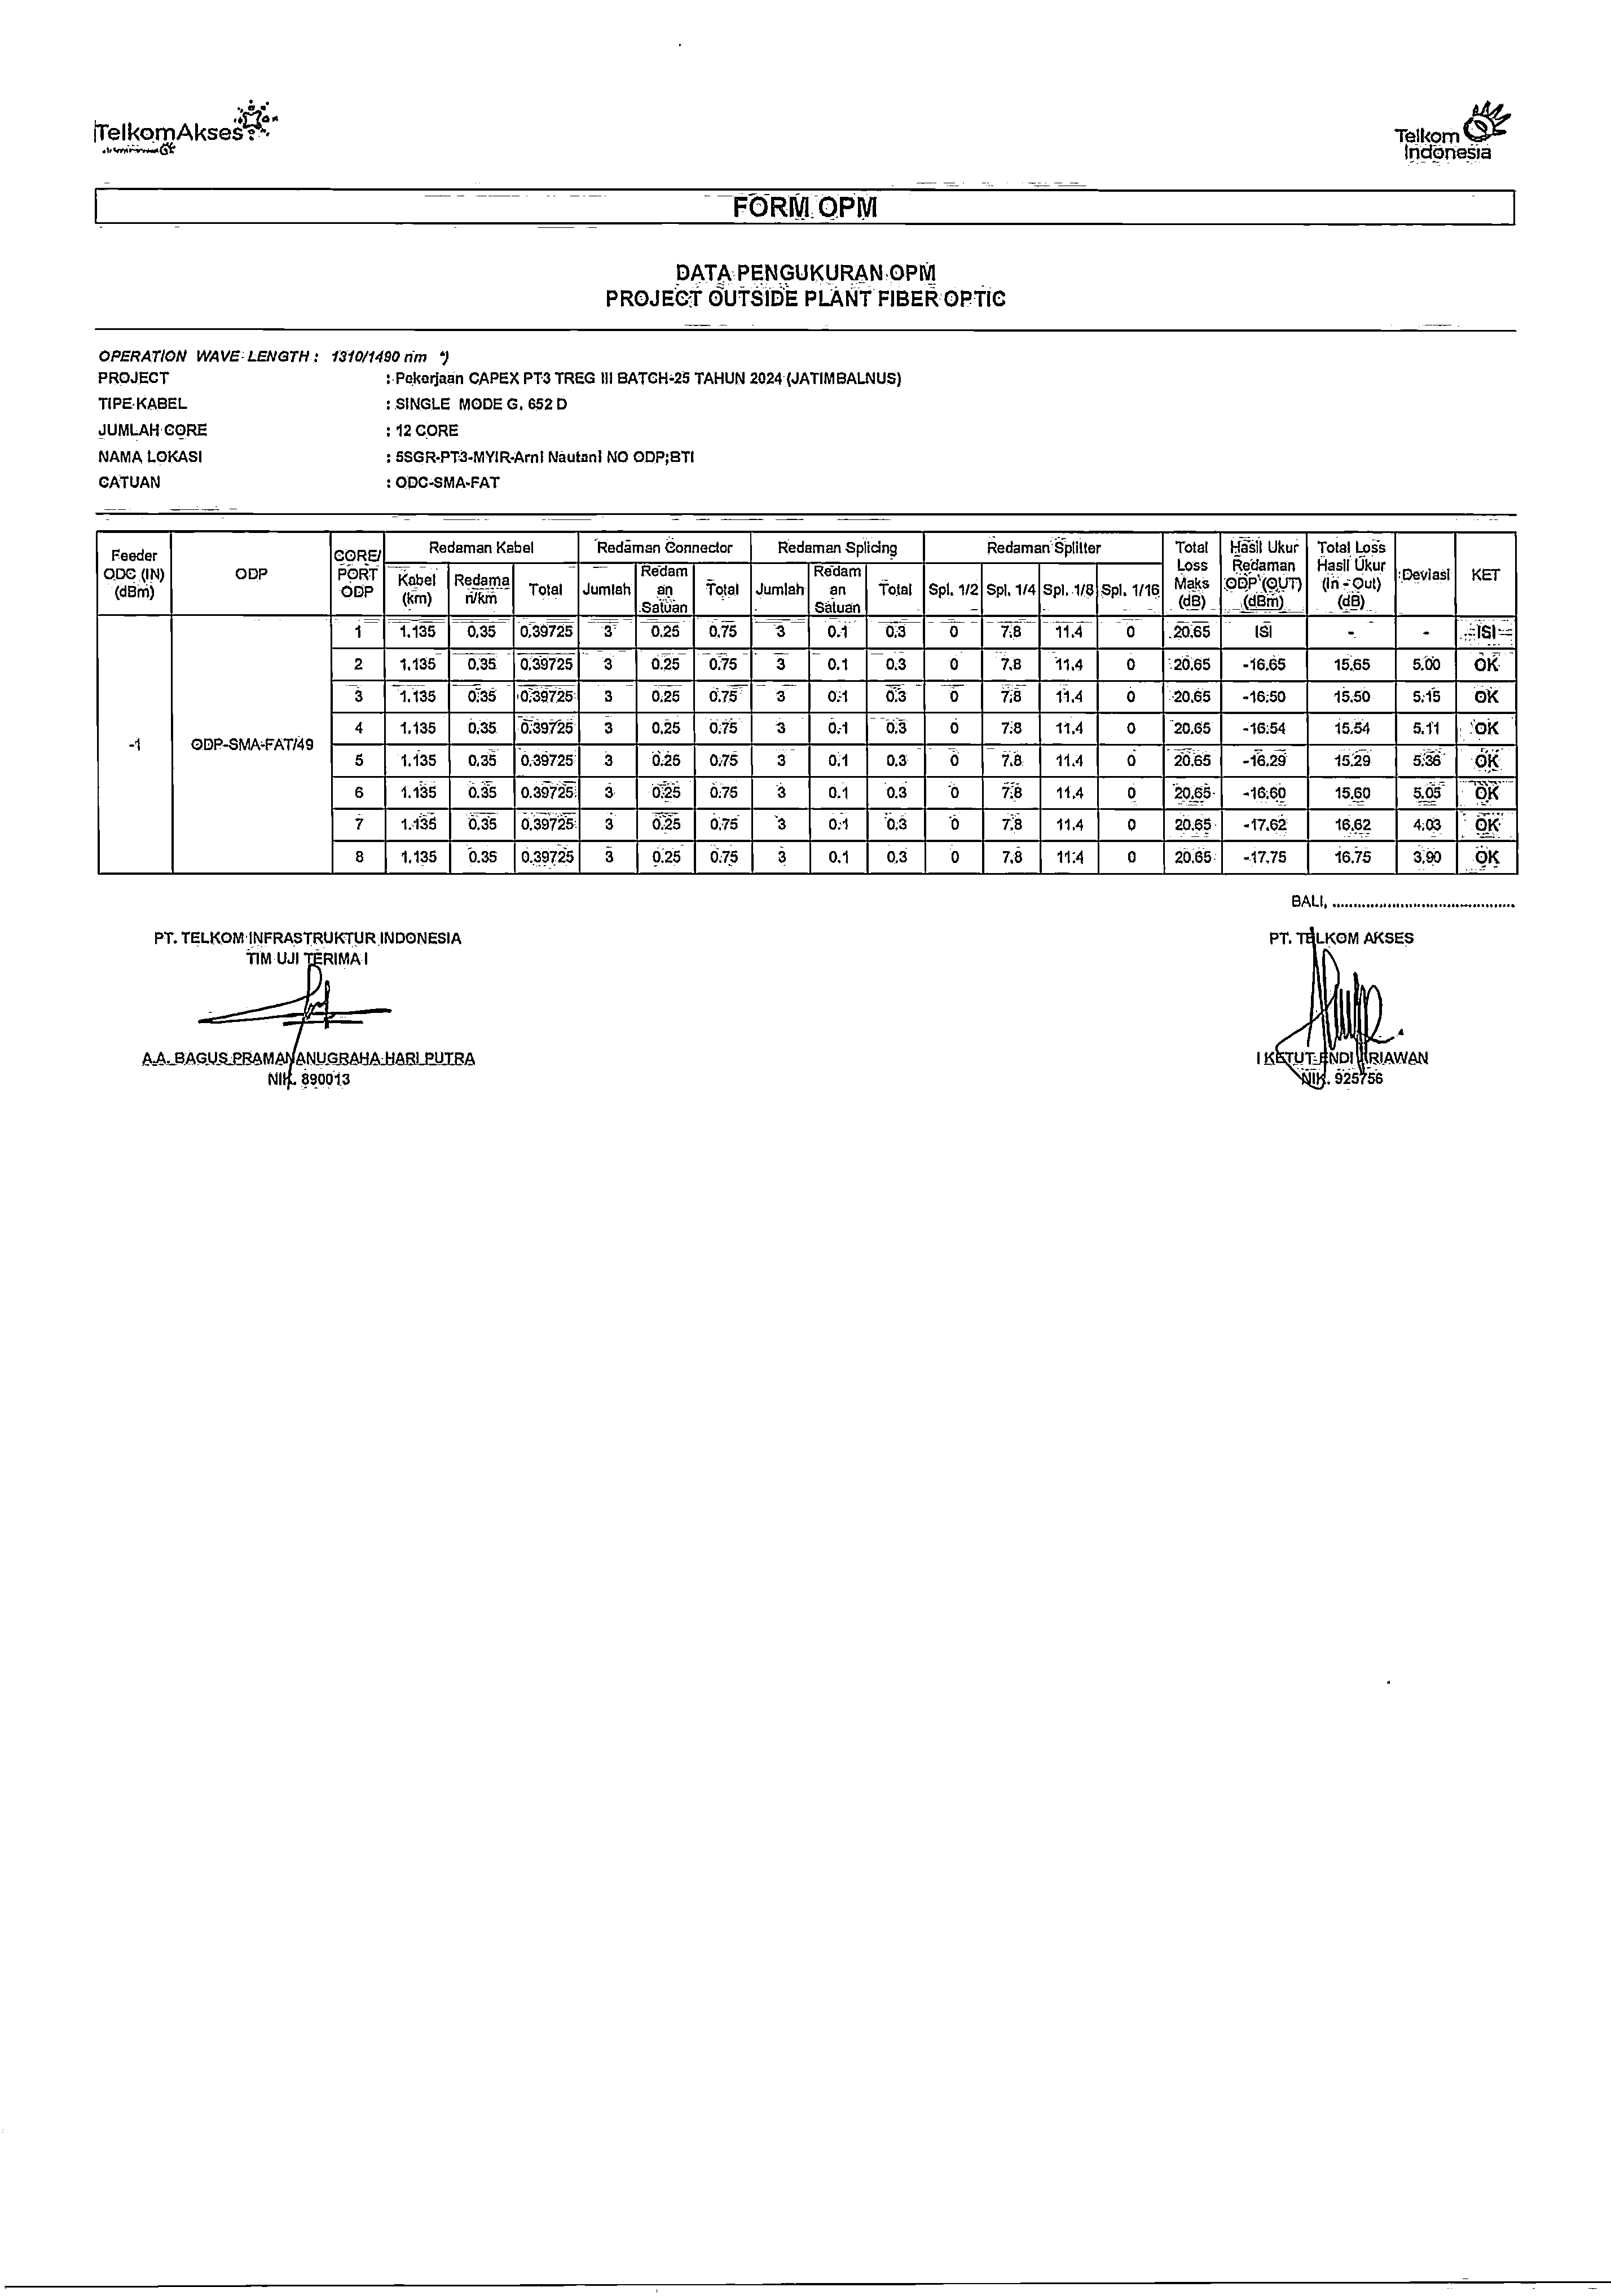 TelkomAkses
Telkom
Indonesia
FORM OPM
DATA PENGUKURAN OPM
PROJECT OUTSIDE PLANT FIBER OPTIC
OPERATION WAVE LENGTH : 1310/1490 nm *)
PROJECT : Pekerjaan CAPEX PT3 TREG III BATCH-25 TAHUN 2024 (JATIMBALNUS)
TIPE KABEL : SINGLE MODE G. 652 D
JUMLAH CORE : 12 CORE
NAMA LOKASI : 5SGR-PT3-MYIR-Arni Nautani NO ODP;BTI
CATUAN : ODC-SMA-FAT
Feeder ODC (IN) (dBm) ODP CORE/ PORT ODP Redaman Kabel Redaman Connector Redaman Splicing Redaman Splitter Total Loss Maks (dB) Hasil Ukur Redaman ODP (OUT) (dBm) Total Loss Hasil Ukur (In - Out) (dB) Deviasi KET
Kabel (km) Redaman/km Total Jumlah Redaman Satuan Total Jumlah Redaman Satuan Total Spl. 1/2 Spl. 1/4 Spl. 1/8 Spl. 1/16
-1 ODP-SMA-FAT/49
1 1.135 0.35 0.39725 3 0.25 0.75 3 0.1 0.3 0 7.8 11.4 0 20.65 ISI - - ISI
2 1.135 0.35 0.39725 3 0.25 0.75 3 0.1 0.3 0 7.8 11.4 0 20.65 -16.65 15.65 5.00 OK
3 1.135 0.35 0.39725 3 0.25 0.75 3 0.1 0.3 0 7.8 11.4 0 20.65 -16.50 15.50 5.15 OK
4 1.135 0.35 0.39725 3 0.25 0.75 3 0.1 0.3 0 7.8 11.4 0 20.65 -16.54 15.54 5.11 OK
5 1.135 0.35 0.39725 3 0.25 0.75 3 0.1 0.3 0 7.8 11.4 0 20.65 -16.29 15.29 5.36 OK
6 1.135 0.35 0.39725 3 0.25 0.75 3 0.1 0.3 0 7.8 11.4 0 20.65 -16.60 15.60 5.05 OK
7 1.135 0.35 0.39725 3 0.25 0.75 3 0.1 0.3 0 7.8 11.4 0 20.65 -17.62 16.62 4.03 OK
8 1.135 0.35 0.39725 3 0.25 0.75 3 0.1 0.3 0 7.8 11.4 0 20.65 -17.75 16.75 3.90 OK
BALI, ...........................................
PT. TELKOM INFRASTRUKTUR INDONESIA
TIM UJI TERIMA I
A.A. BAGUS PRAMANANUGRAHA HARI PUTRA
NIK. 890013
PT. TELKOM AKSES
I KETUT ENDI ARIAWAN
NIK. 925756